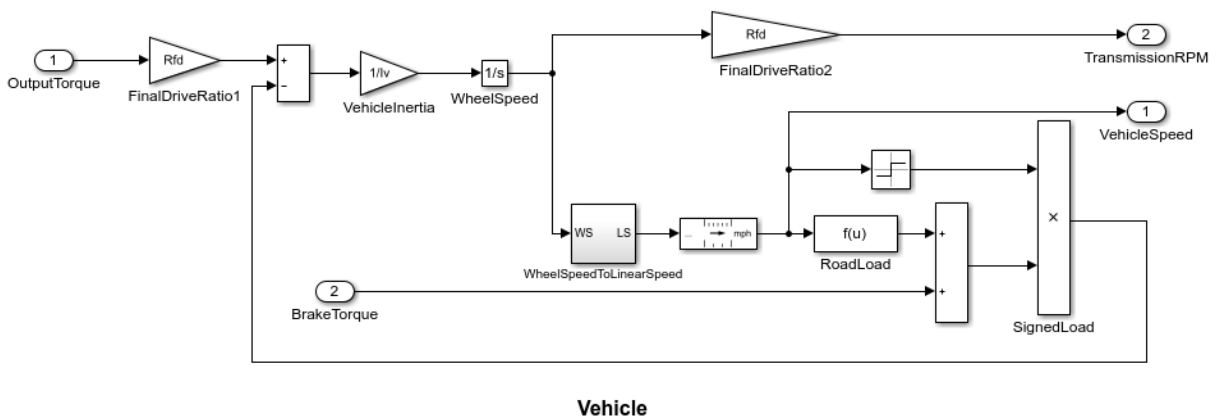 1
OutputTorque
Rfd
FinalDriveRatio1
+
−
1/Iv
VehicleInertia
1/s
WheelSpeed
Rfd
FinalDriveRatio2
2
TransmissionRPM
1
VehicleSpeed
WS LS
WheelSpeedToLinearSpeed
... mph
f(u)
RoadLoad
+
+
×
SignedLoad
2
BrakeTorque
Vehicle